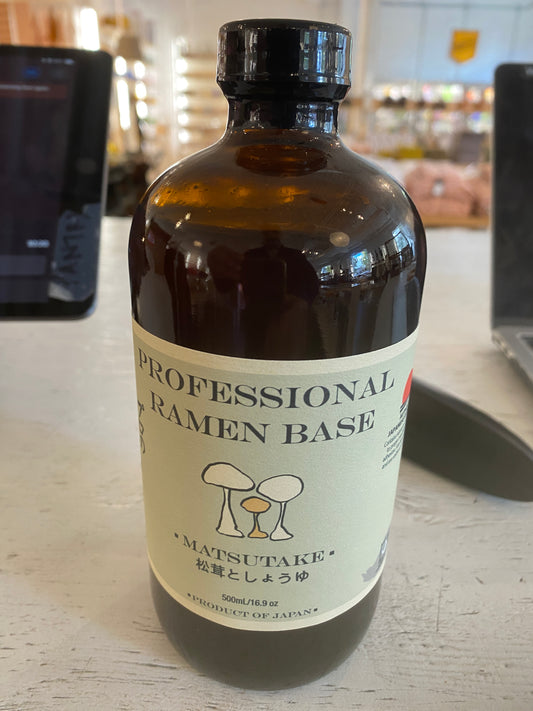 PROFESSIONAL
RAMEN BASE
MATSUTAKE
松茸としょうゆ
500mL/16.9 oz
PRODUCT OF JAPAN